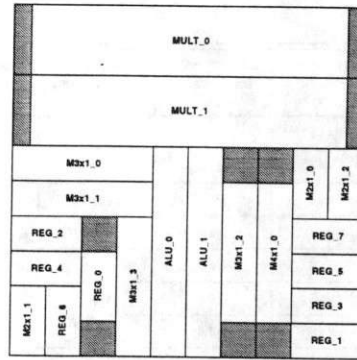 MULT_0
MULT_1
M3x1_0
M3x1_1
REG_2
REG_4
M2x1_1
REG_6
REG_0
M3x1_3
ALU_0
ALU_1
M3x1_2
M4x1_0
M2x1_0
M2x1_2
REG_7
REG_5
REG_3
REG_1